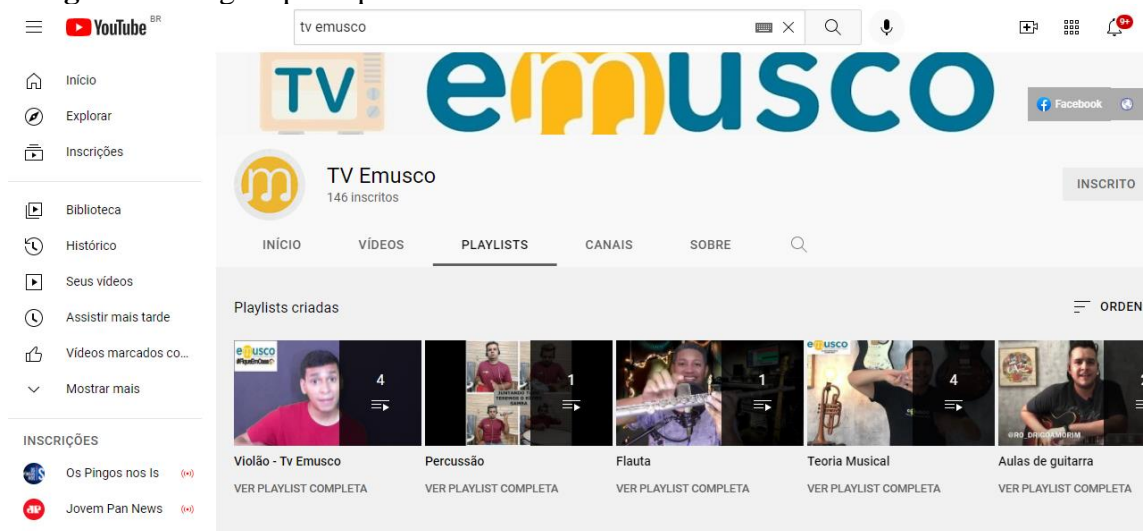 YouTube BR
tv emusco
9+
Início
Explorar
Inscrições
Biblioteca
Histórico
Seus vídeos
Assistir mais tarde
Vídeos marcados co...
Mostrar mais
INSCRIÇÕES
Os Pingos nos Is
Jovem Pan News
TV emusco
Facebook
TV Emusco
146 inscritos
INSCRITO
INÍCIO VÍDEOS PLAYLISTS CANAIS SOBRE
Playlists criadas
ORDEN
emusco
#FiqueEmCasa
4
1
1
emusco
4
Violão - Tv Emusco
VER PLAYLIST COMPLETA
Percussão
VER PLAYLIST COMPLETA
Flauta
VER PLAYLIST COMPLETA
Teoria Musical
VER PLAYLIST COMPLETA
Aulas de guitarra
VER PLAYLIST COMPLETA